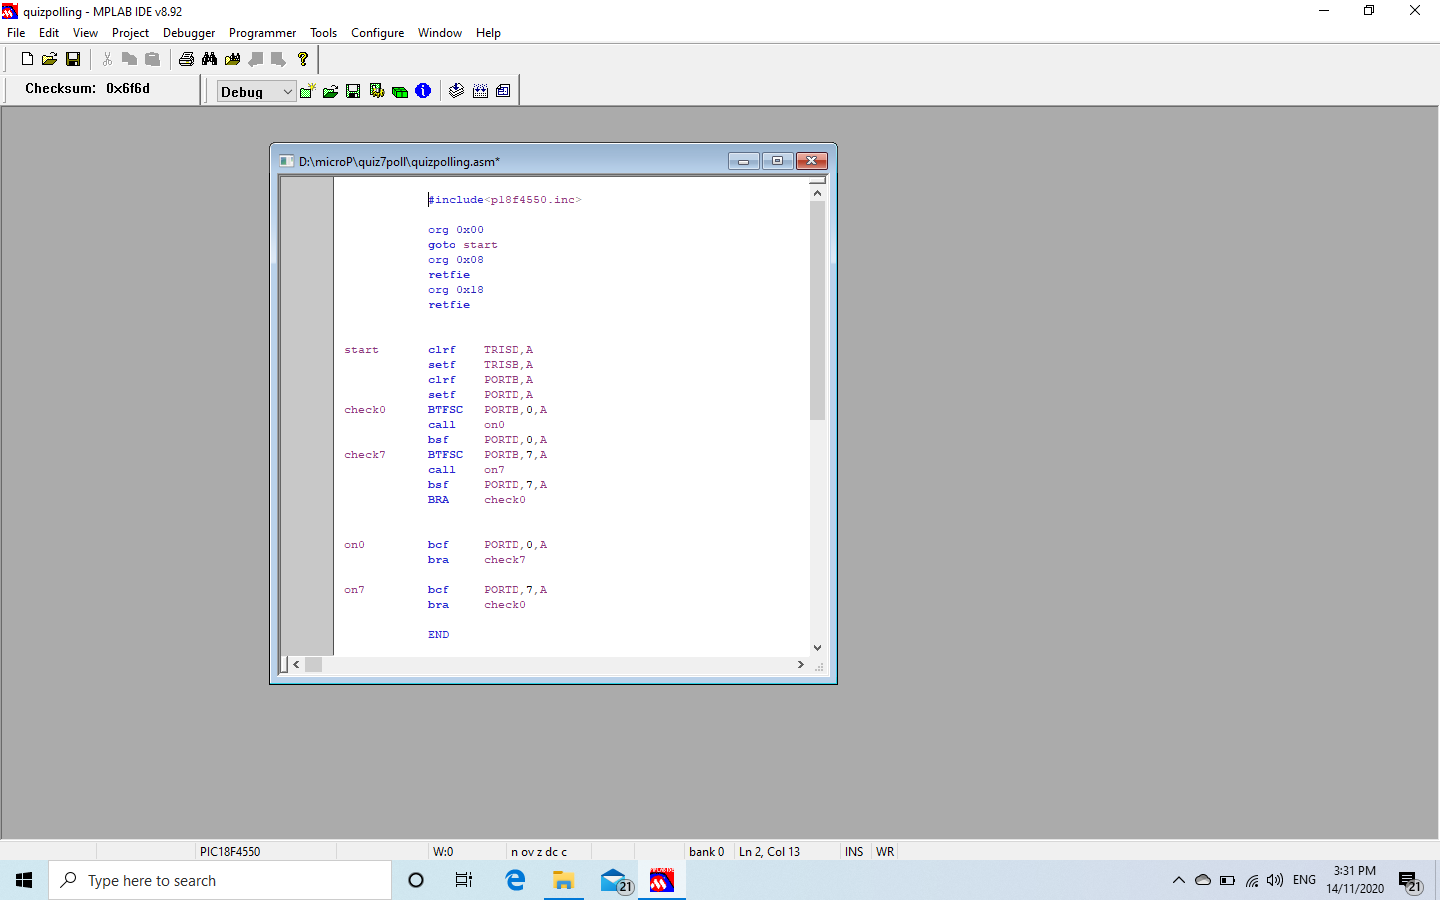 quizpolling - MPLAB IDE v8.92
File Edit View Project Debugger Programmer Tools Configure Window Help
Checksum: 0x6f6d
Debug
D:\microP\quiz7poll\quizpolling.asm*
#include<p18f4550.inc>
org 0x00
goto start
org 0x08
retfie
org 0x18
retfie
start clrf TRISD,A
setf TRISB,A
clrf PORTB,A
setf PORTD,A
check0 BTFSC PORTB,0,A
call on0
bsf PORTD,0,A
check7 BTFSC PORTB,7,A
call on7
bsf PORTD,7,A
BRA check0
on0 bcf PORTD,0,A
bra check7
on7 bcf PORTD,7,A
bra check0
END
PIC18F4550 W:0 n ov z dc c bank 0 Ln 2, Col 13 INS WR
Type here to search
21
ENG
3:31 PM
14/11/2020
21